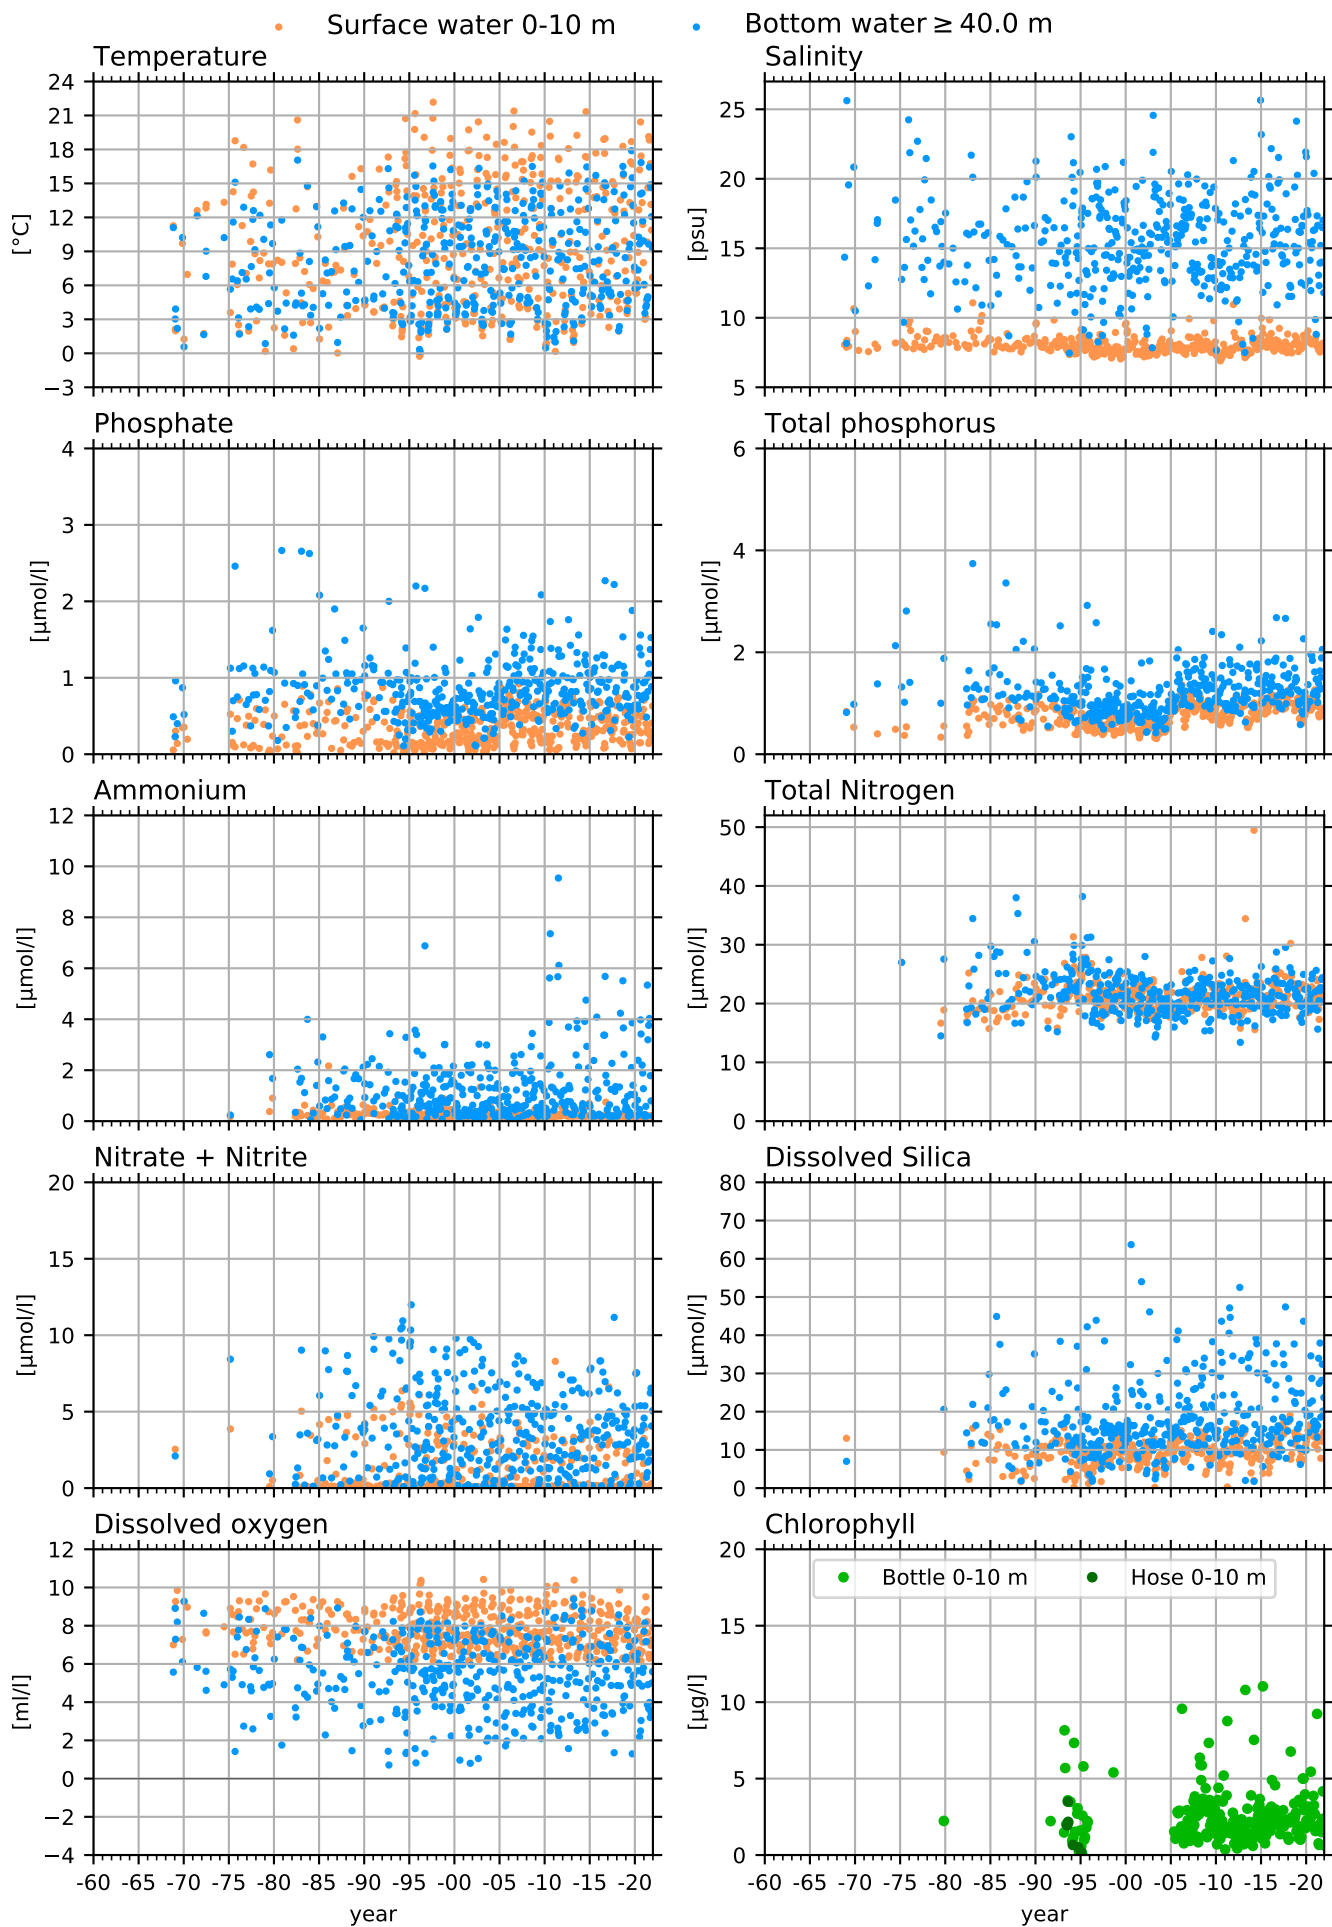 Surface water 0-10 m
Bottom water ≥ 40.0 m
Temperature
24
21
18
15
12
9
6
3
0
−3
[°C]
Salinity
25
20
15
10
5
[psu]
Phosphate
4
3
2
1
0
[µmol/l]
Total phosphorus
6
4
2
0
[µmol/l]
Ammonium
12
10
8
6
4
2
0
[µmol/l]
Total Nitrogen
50
40
30
20
10
0
[µmol/l]
Nitrate + Nitrite
20
15
10
5
0
[µmol/l]
Dissolved Silica
80
70
60
50
40
30
20
10
0
[µmol/l]
Dissolved oxygen
12
10
8
6
4
2
0
−2
−4
[ml/l]
-60 -65 -70 -75 -80 -85 -90 -95 -00 -05 -10 -15 -20
year
Chlorophyll
Bottle 0-10 m
Hose 0-10 m
20
15
10
5
0
[µg/l]
-60 -65 -70 -75 -80 -85 -90 -95 -00 -05 -10 -15 -20
year